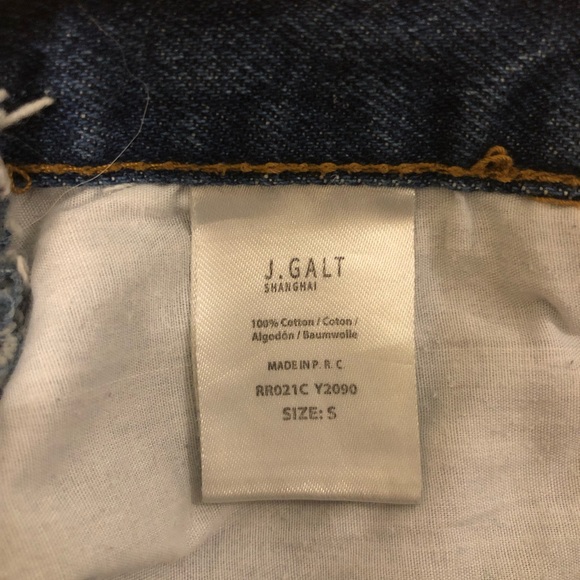 J.GALT
SHANGHAI
100% Cotton / Coton /
Algodón / Baumwolle
MADE IN P. R. C
RR021C Y2090
SIZE: S